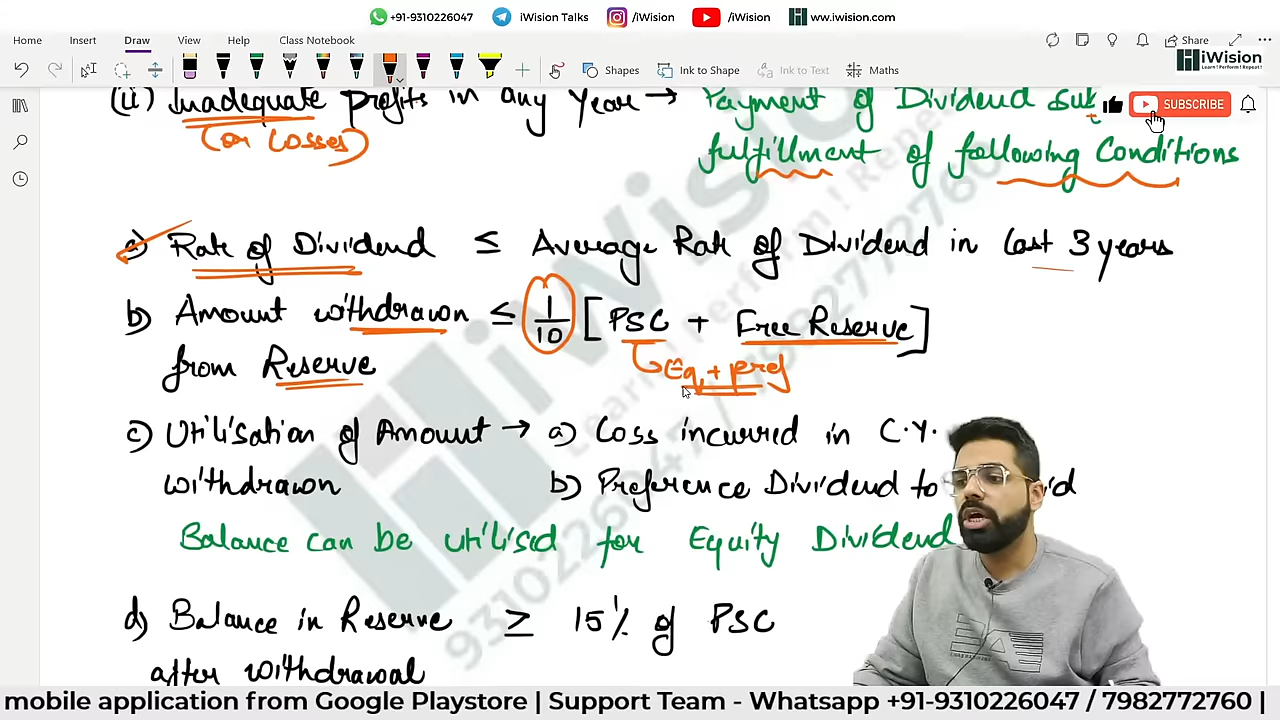 +91-9310226047 iWision Talks /iWision /iWision ww.iwision.com
Home Insert Draw View Help Class Notebook Share
iWision
Learn ! Perform ! Repeat !
Shapes Ink to Shape Ink to Text Maths
(ii) Inadequate profits in any Year → Payment of Dividend
SUBSCRIBE
(or Losses)
fulfillment of following Conditions
a) Rate of Dividend ≤ Average Rate of Dividend in last 3 years
b) Amount withdrawn ≤ 1/10 [PSC + Free Reserve]
from Reserve
Eq + pref
c) Utilisation of Amount → a) Loss incurred in C.Y.
withdrawn b) Preference Dividend to
Balance can be utilised for Equity Dividend
d) Balance in Reserve ≥ 15% of PSC
after withdrawal
mobile application from Google Playstore | Support Team - Whatsapp +91-9310226047 / 7982772760 |